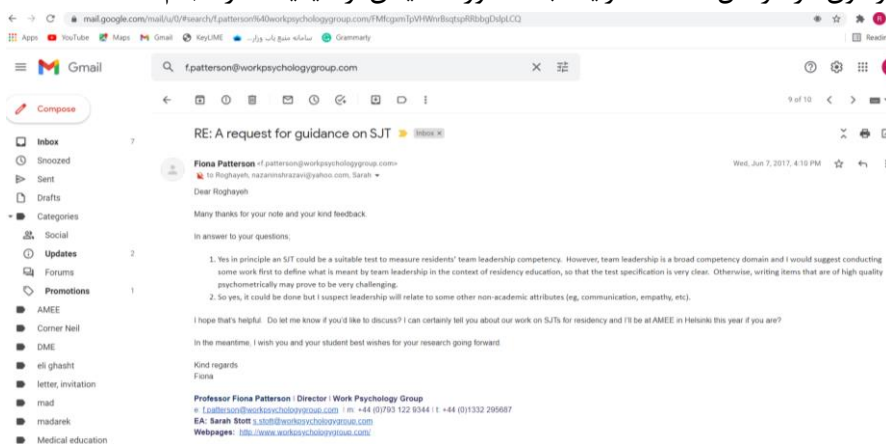 mail.google.com/mail/u/0/#search/f.patterson%40workpsychologygroup.com/FMfcgxmTpVHWnrBsqtspRRbbgDslpLCQ
Apps YouTube Maps Gmail KeyLIME Grammarly
Gmail
f.patterson@workpsychologygroup.com
Compose
9 of 10
Inbox 7
Snoozed
Sent
Drafts
Categories
Social
Updates 2
Forums
Promotions 1
AMEE
Corner Neil
DME
eli ghasht
letter, invitation
mad
madarek
Medical education
RE: A request for guidance on SJT Inbox ×
Fiona Patterson <f.patterson@workpsychologygroup.com> Wed, Jun 7, 2017, 4:10 PM
to Roghayeh, nazaninshrazavi@yahoo.com, Sarah
Dear Roghayeh
Many thanks for your note and your kind feedback.
In answer to your questions;
1. Yes in principle an SJT could be a suitable test to measure residents' team leadership competency. However, team leadership is a broad competency domain and I would suggest conducting
some work first to define what is meant by team leadership in the context of residency education, so that the test specification is very clear. Otherwise, writing items that are of high quality
psychometrically may prove to be very challenging.
2. So yes, it could be done but I suspect leadership will relate to some other non-academic attributes (eg, communication, empathy, etc).
I hope that's helpful. Do let me know if you'd like to discuss? I can certainly tell you about our work on SJTs for residency and I'll be at AMEE in Helsinki this year if you are?
In the meantime, I wish you and your student best wishes for your research going forward.
Kind regards
Fiona
Professor Fiona Patterson | Director | Work Psychology Group
e: f.patterson@workpsychologygroup.com | m: +44 (0)793 122 9344 | t: +44 (0)1332 295687
EA: Sarah Stott s.stott@workpsychologygroup.com
Webpages: http://www.workpsychologygroup.com/